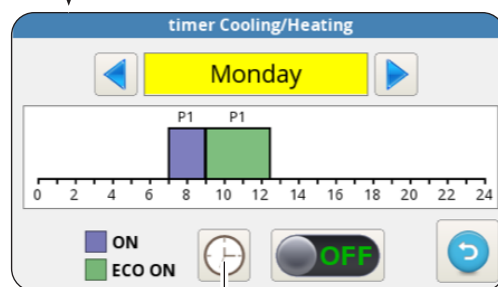 timer Cooling/Heating
Monday
P1 P1
0 2 4 6 8 10 12 14 16 18 20 22 24
ON
OFF
ECO ON